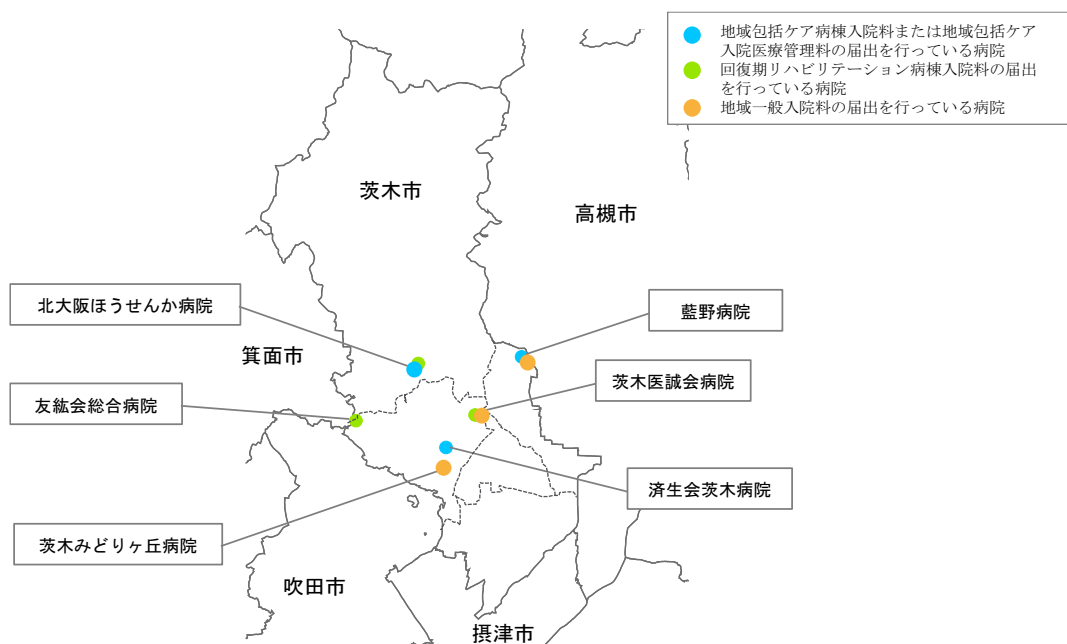 地域包括ケア病棟入院料または地域包括ケア
入院医療管理料の届出を行っている病院
回復期リハビリテーション病棟入院料の届出
を行っている病院
地域一般入院料の届出を行っている病院
茨木市
高槻市
北大阪ほうせんか病院
藍野病院
箕面市
茨木医誠会病院
友紘会総合病院
済生会茨木病院
茨木みどりヶ丘病院
吹田市
摂津市